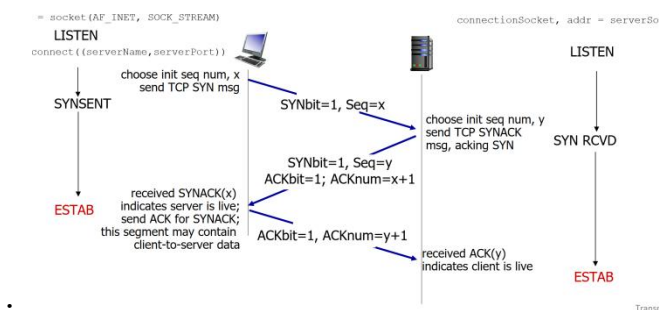 = socket(AF_INET, SOCK_STREAM)
LISTEN
connect((serverName,serverPort))
SYNSENT
ESTAB
choose init seq num, x
send TCP SYN msg
SYNbit=1, Seq=x
choose init seq num, y
send TCP SYNACK
msg, acking SYN
SYNbit=1, Seq=y
ACKbit=1; ACKnum=x+1
received SYNACK(x)
indicates server is live;
send ACK for SYNACK;
this segment may contain
client-to-server data
ACKbit=1, ACKnum=y+1
received ACK(y)
indicates client is live
connectionSocket, addr = serverSo
LISTEN
SYN RCVD
ESTAB